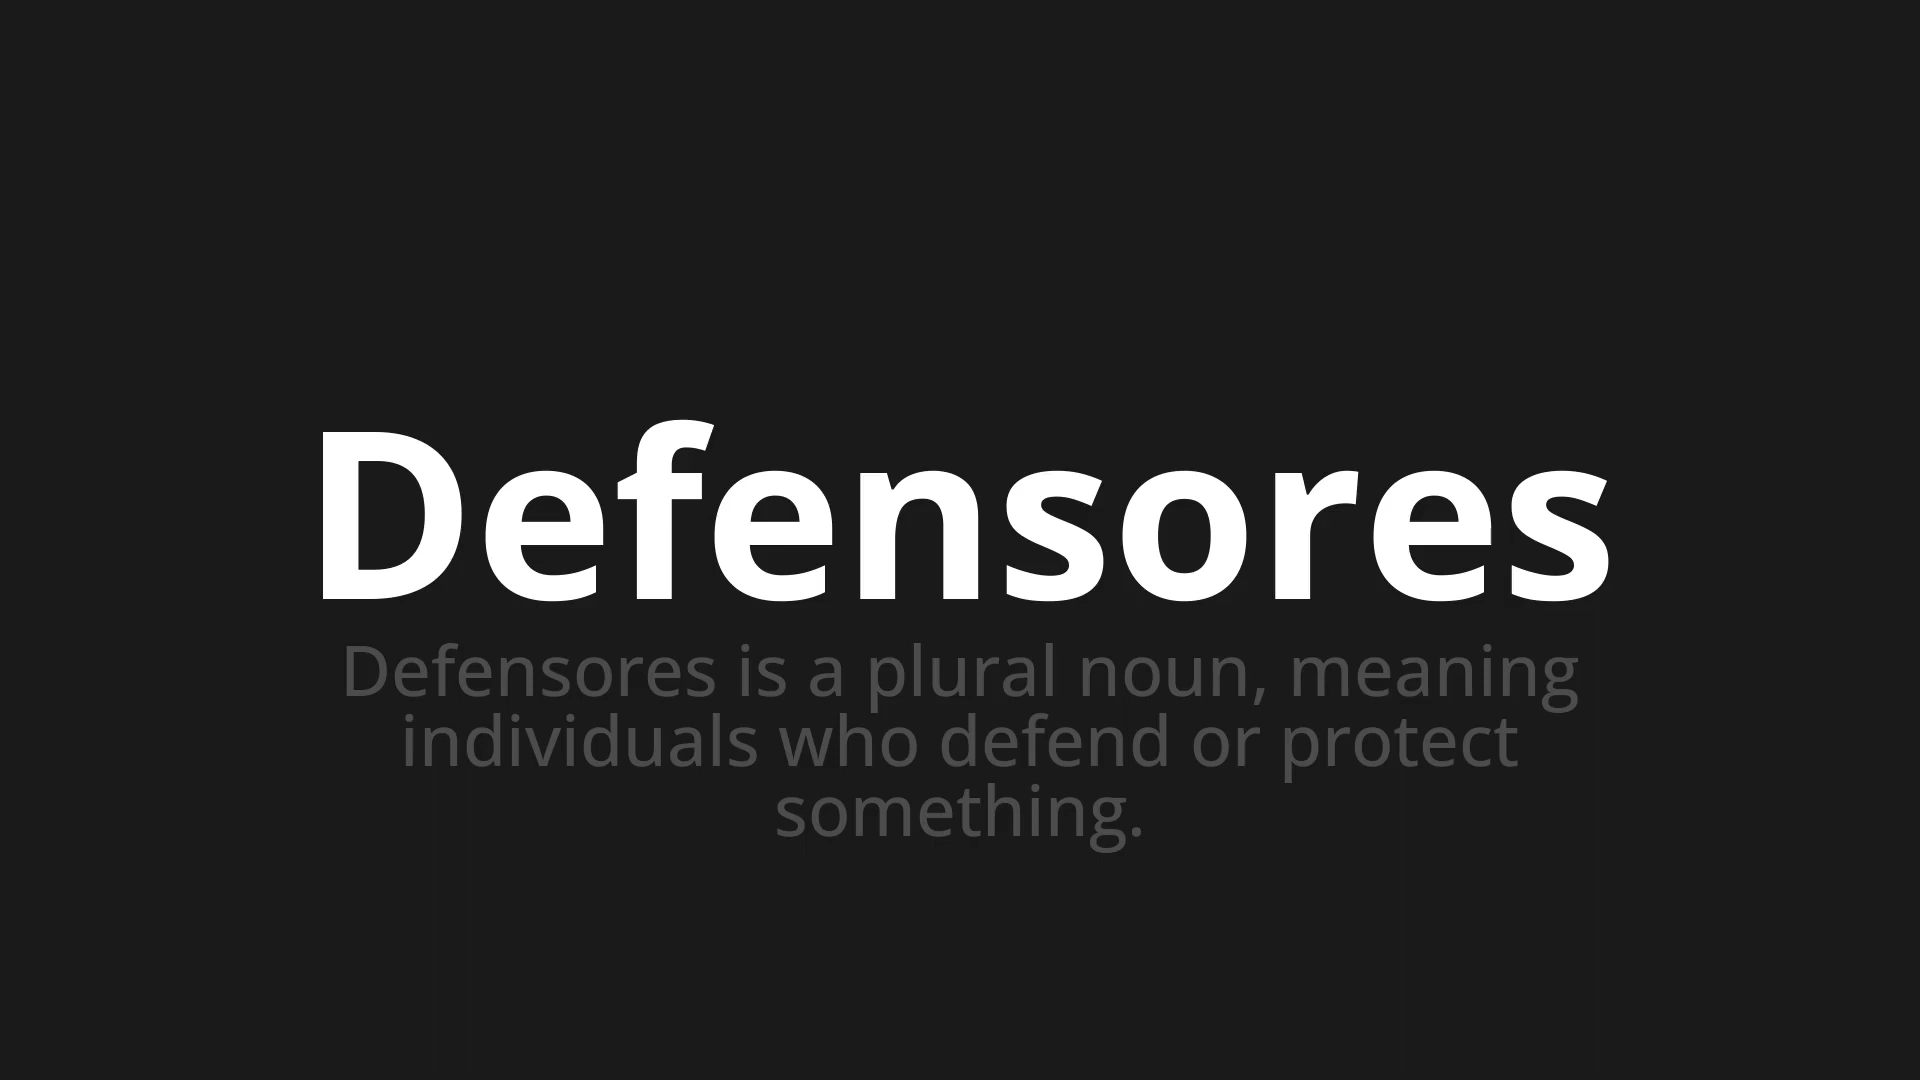 Defensores
Defensores is a plural noun, meaning
individuals who defend or protect
something.